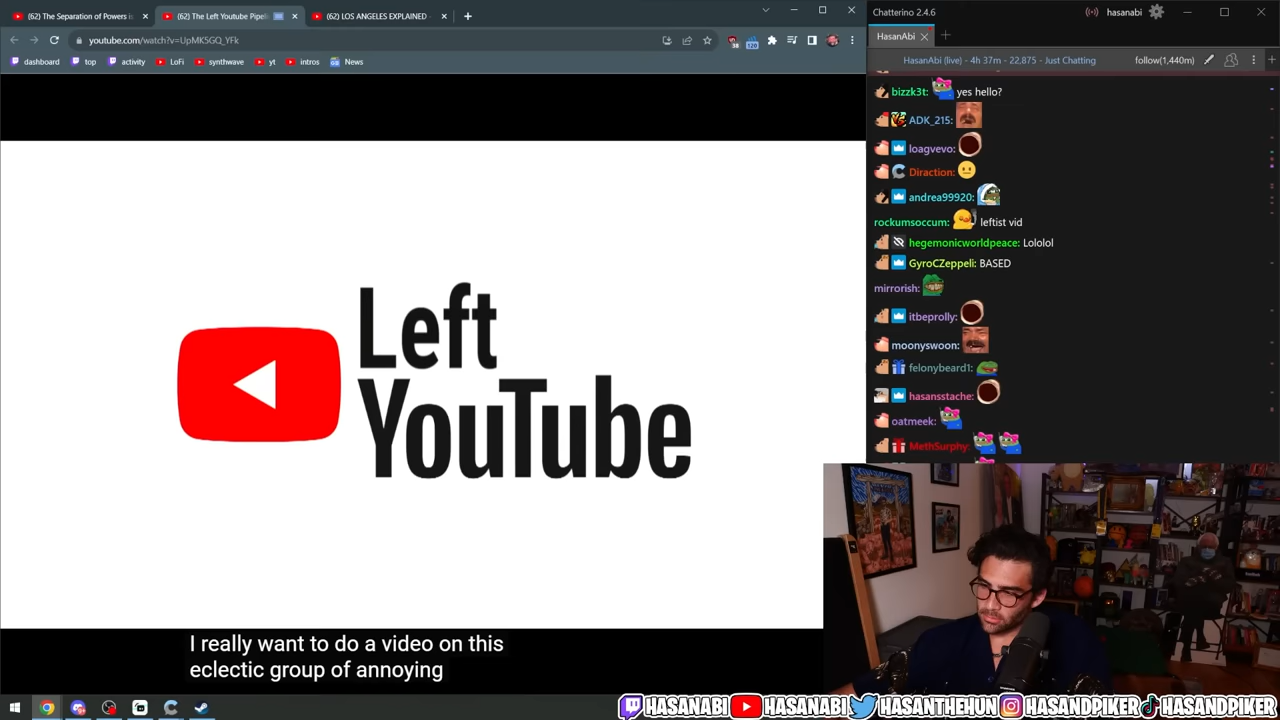 (62) The Separation of Powers i
(62) The Left Youtube Pipeli
(62) LOS ANGELES EXPLAINED -
youtube.com/watch?v=UpMK5GQ_YFk
38
120
dashboard
top
activity
LoFi
synthwave
yt
intros
News
Left
YouTube
I really want to do a video on this
eclectic group of annoying
Chatterino 2.4.6
hasanabi
HasanAbi
HasanAbi (live) - 4h 37m - 22,875 - Just Chatting
follow(1,440m)
bizzk3t: yes hello?
ADK_215:
loagvevo:
Diraction:
andrea99920:
rockumsoccum: leftist vid
hegemonicworldpeace: Lololol
GyroCZeppeli: BASED
mirrorish:
itbeprolly:
moonyswoon:
felonybeard1:
hasansstache:
oatmeek:
MethSurphy:
HASANABI HASANABI HASANTHEHUN HASANDPIKER HASANDPIKER